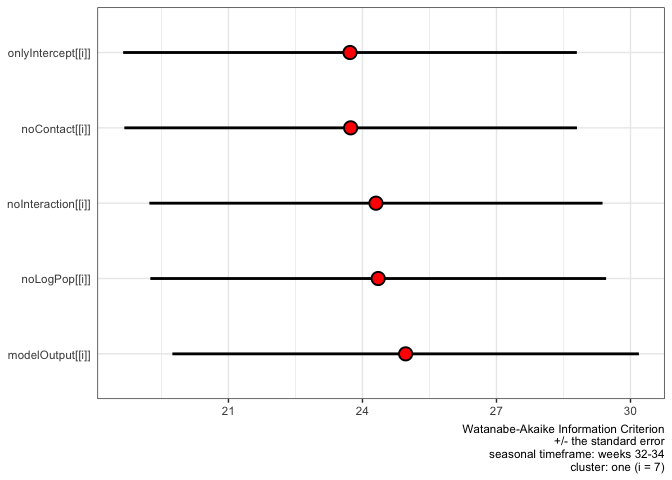 onlyIntercept[[i]]
noContact[[i]]
noInteraction[[i]]
noLogPop[[i]]
modelOutput[[i]]
21 24 27 30
Watanabe-Akaike Information Criterion
+/- the standard error
seasonal timeframe: weeks 32-34
cluster: one (i = 7)